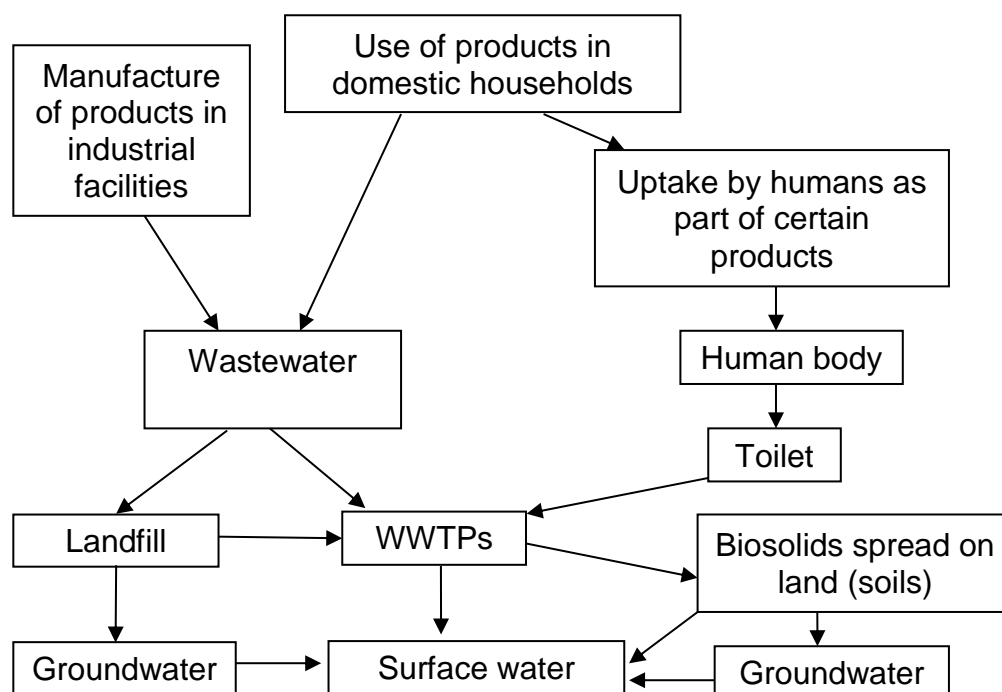 Use of products in
domestic households
Manufacture
of products in
industrial
facilities
Uptake by humans as
part of certain
products
Wastewater
Human body
Toilet
Landfill
WWTPs
Biosolids spread on
land (soils)
Groundwater
Surface water
Groundwater